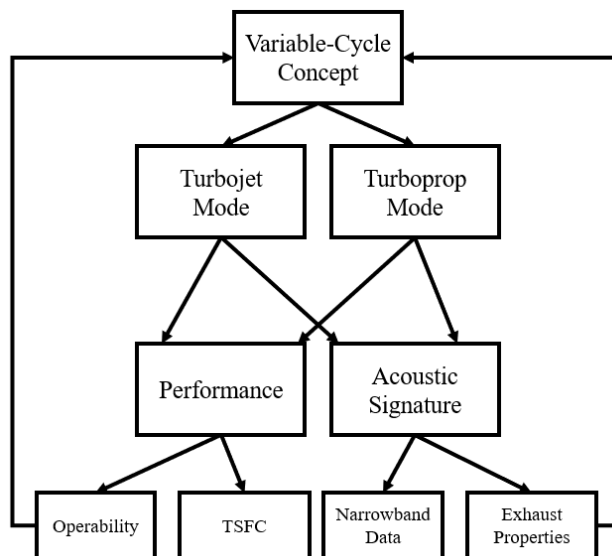 Variable-Cycle
Concept
Turbojet
Mode
Turboprop
Mode
Performance
Acoustic
Signature
Operability
TSFC
Narrowband
Data
Exhaust
Properties